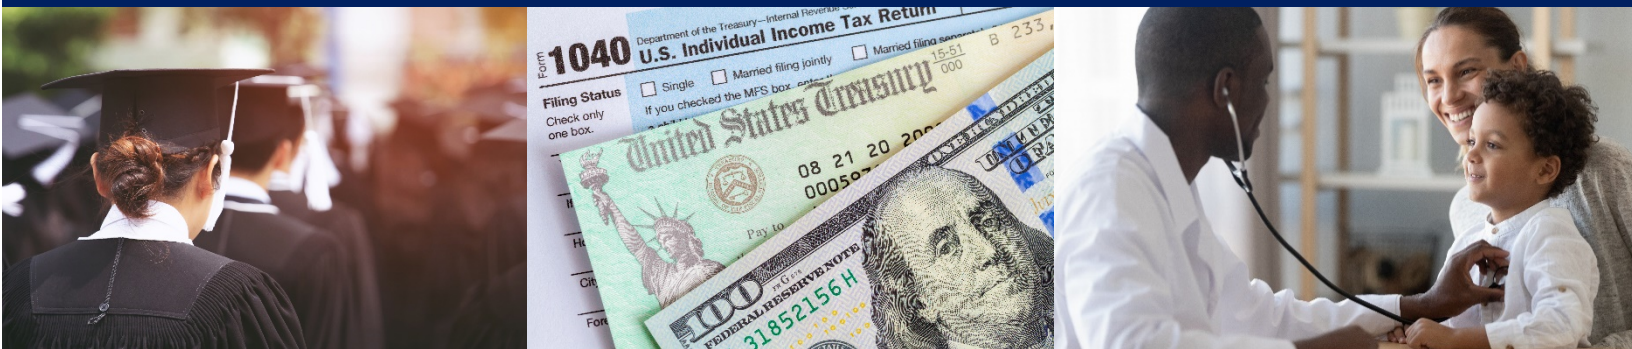 Department of the Treasury—Internal Revenue
Form 1040 U.S. Individual Income Tax Return
Filing Status
Check only
one box.
Single
Married filing jointly
Married filing
If you checked the MFS box,
United States Treasury
15-51
000
B 233,
08 21 20
Pay to
100
FEDERAL RESERVE NOTE
31852156 H